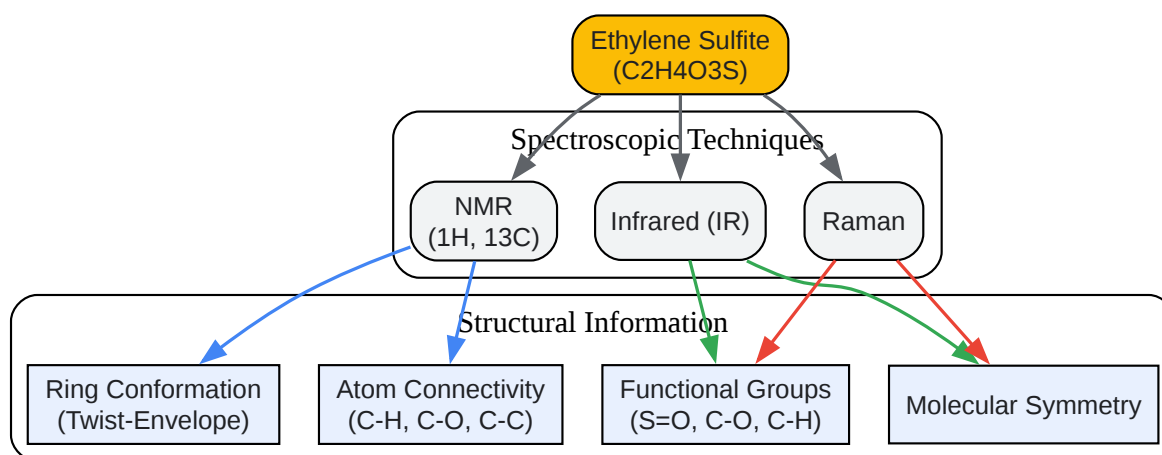 Ethylene Sulfite
(C2H4O3S)
Spectroscopic Techniques
NMR
(1H, 13C)
Infrared (IR)
Raman
Structural Information
Ring Conformation
(Twist-Envelope)
Atom Connectivity
(C-H, C-O, C-C)
Functional Groups
(S=O, C-O, C-H)
Molecular Symmetry